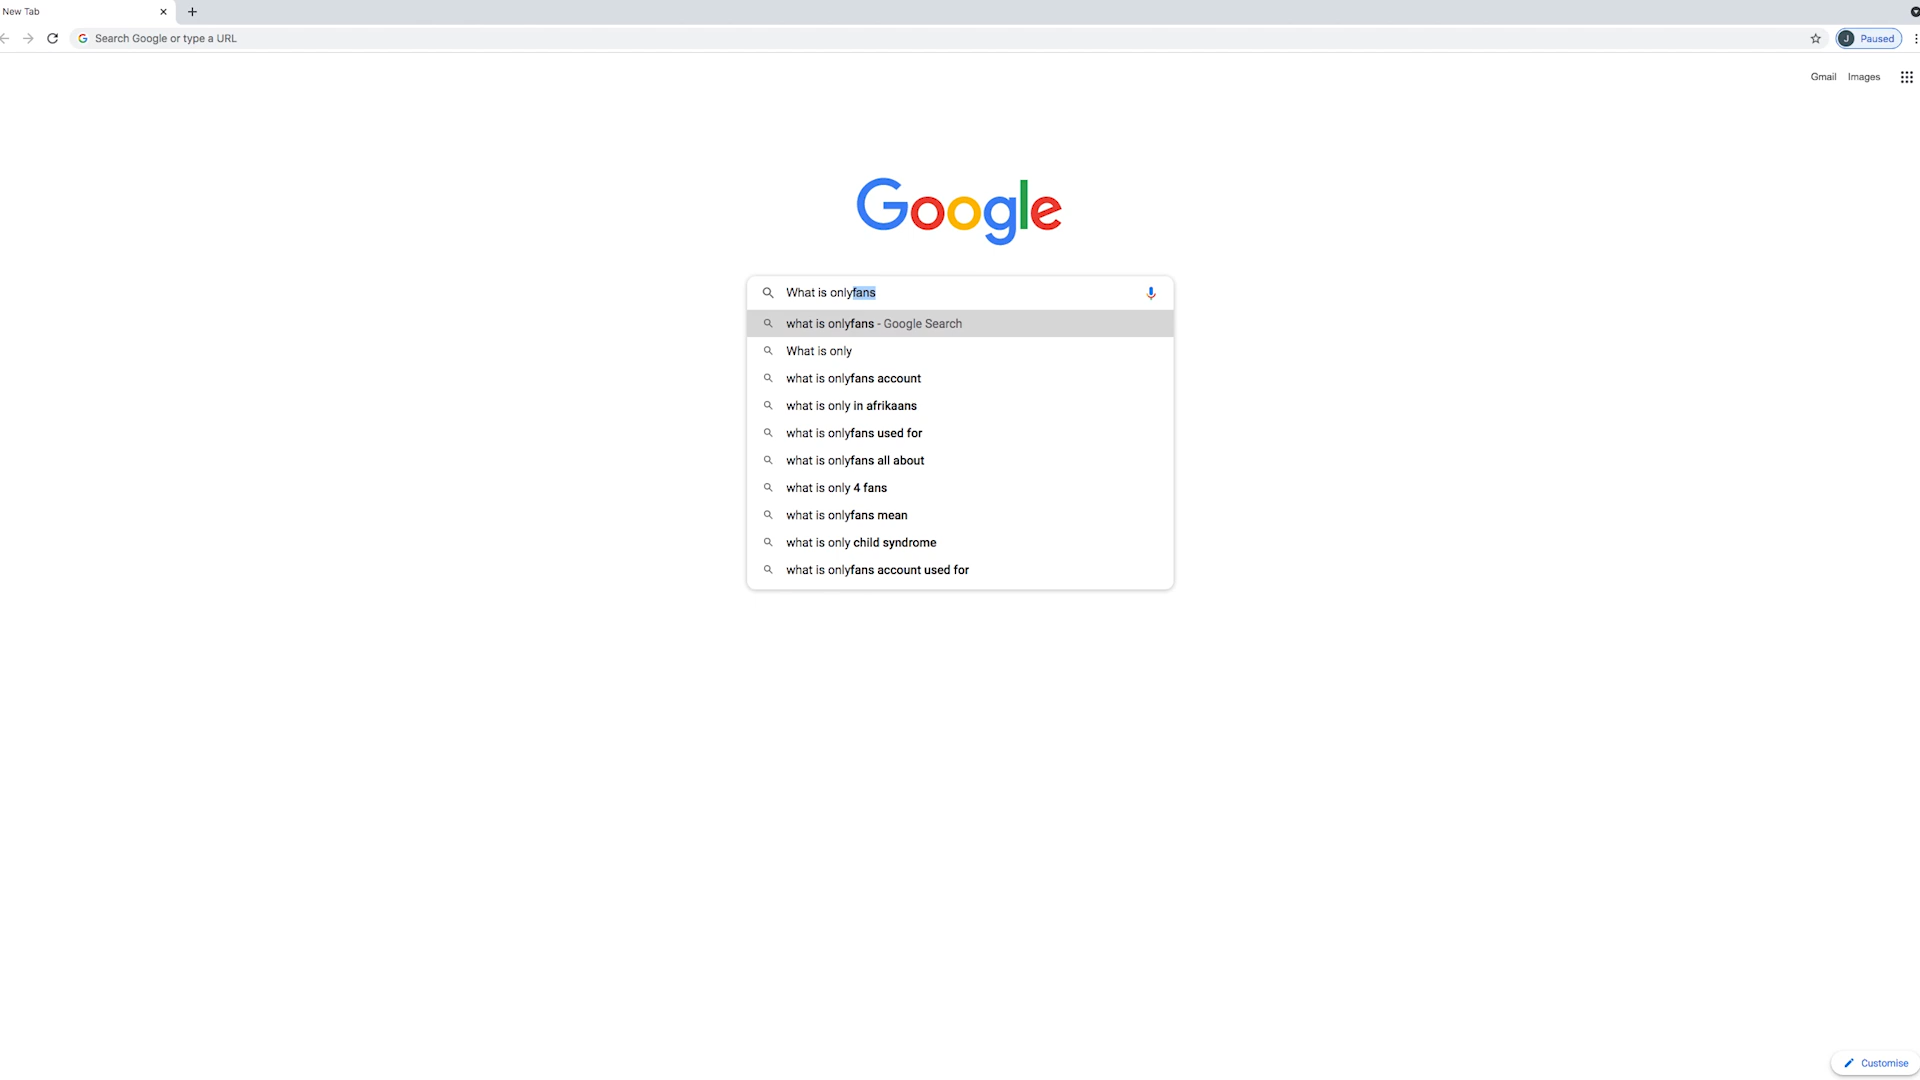 New Tab
Search Google or type a URL
J Paused
Gmail Images
Google
What is onlyfans
what is onlyfans - Google Search
What is only
what is onlyfans account
what is only in afrikaans
what is onlyfans used for
what is onlyfans all about
what is only 4 fans
what is onlyfans mean
what is only child syndrome
what is onlyfans account used for
Customise